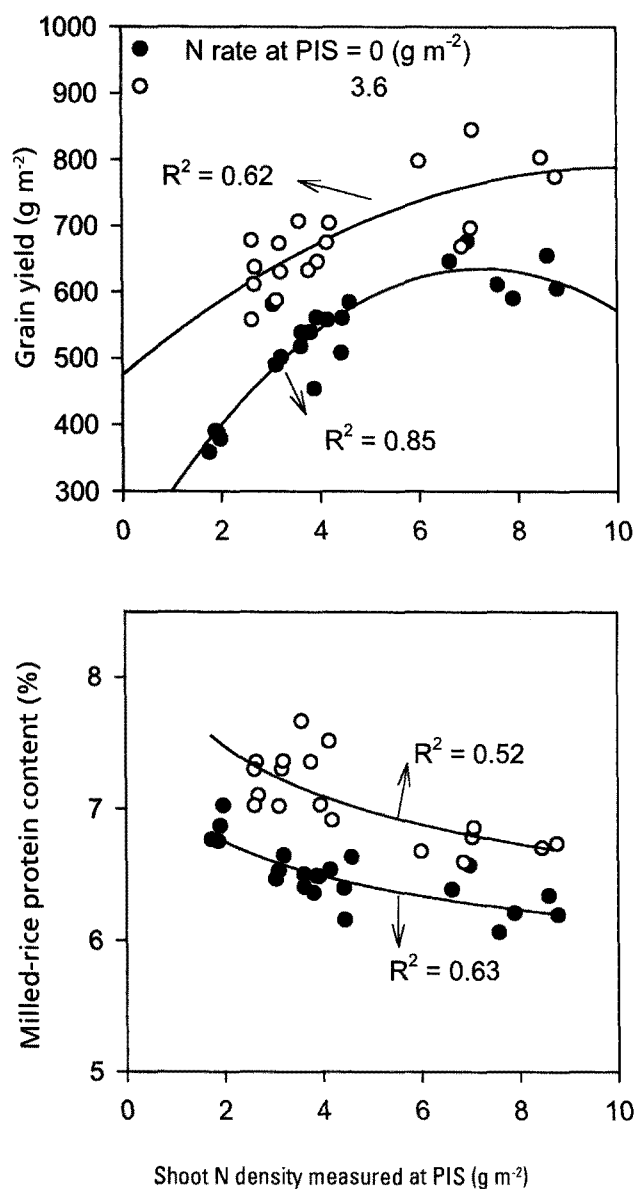 1000
900
800
700
600
500
400
300
Grain yield (g m-2)
N rate at PIS = 0 (g m-2)
3.6
R2 = 0.62
R2 = 0.85
0 2 4 6 8 10
8
7
6
5
Milled-rice protein content (%)
R2 = 0.52
R2 = 0.63
0 2 4 6 8 10
Shoot N density measured at PIS (g m-2)